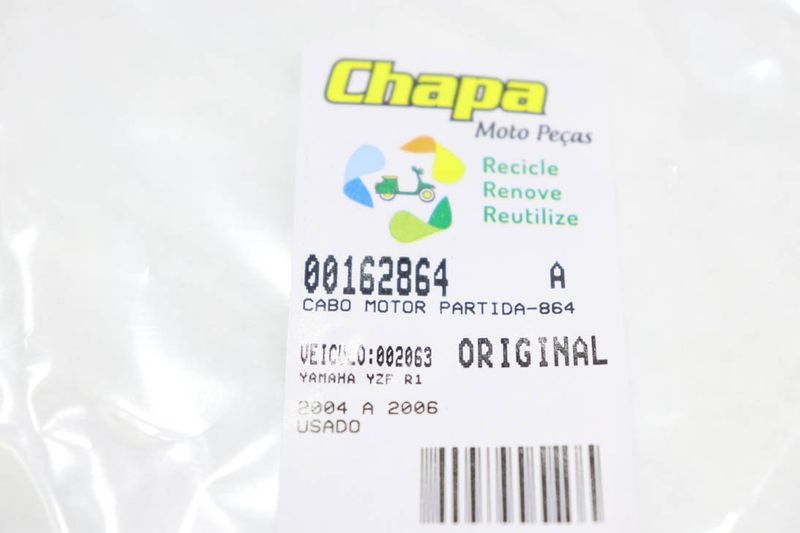 Chapa
Moto Peças
Recicle
Renove
Reutilize
00162864 A
CABO MOTOR PARTIDA-864
VEICULO:002063 ORIGINAL
YAMAHA YZF R1
2004 A 2006
USADO